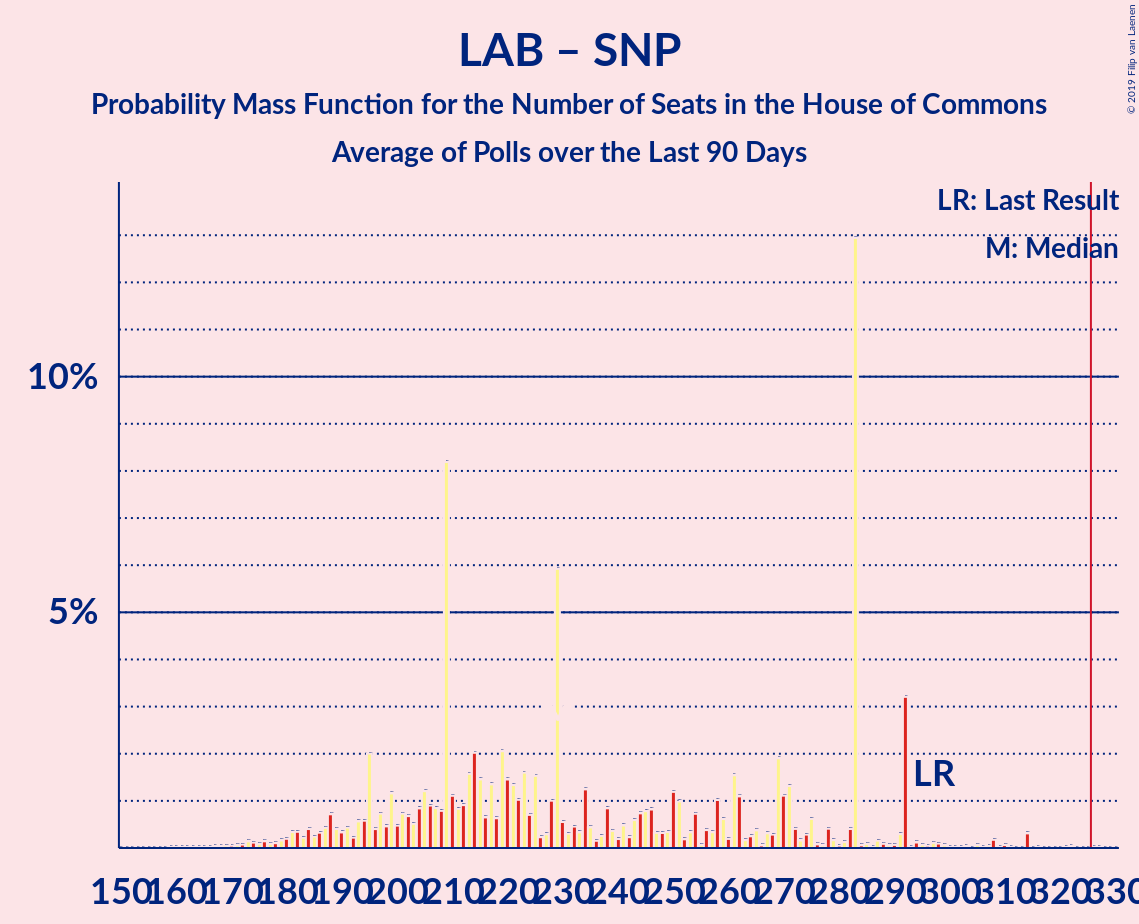 LAB – SNP
Probability Mass Function for the Number of Seats in the House of Commons
Average of Polls over the Last 90 Days
© 2019 Filip van Laenen
LR: Last Result
M: Median
10%
5%
LR
150 160 170 180 190 200 210 220 230 240 250 260 270 280 290 300 310 320 330